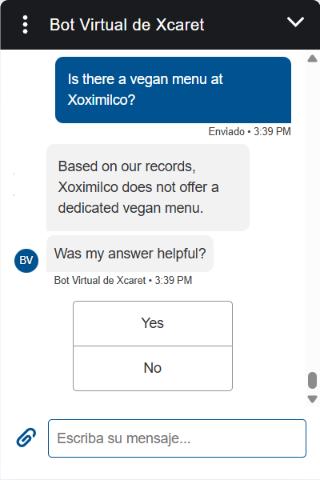 Bot Virtual de Xcaret
Is there a vegan menu at
Xoximilco?
Enviado • 3:39 PM
Based on our records,
Xoximilco does not offer a
dedicated vegan menu.
Was my answer helpful?
BV
Bot Virtual de Xcaret • 3:39 PM
Yes
No
Escriba su mensaje...